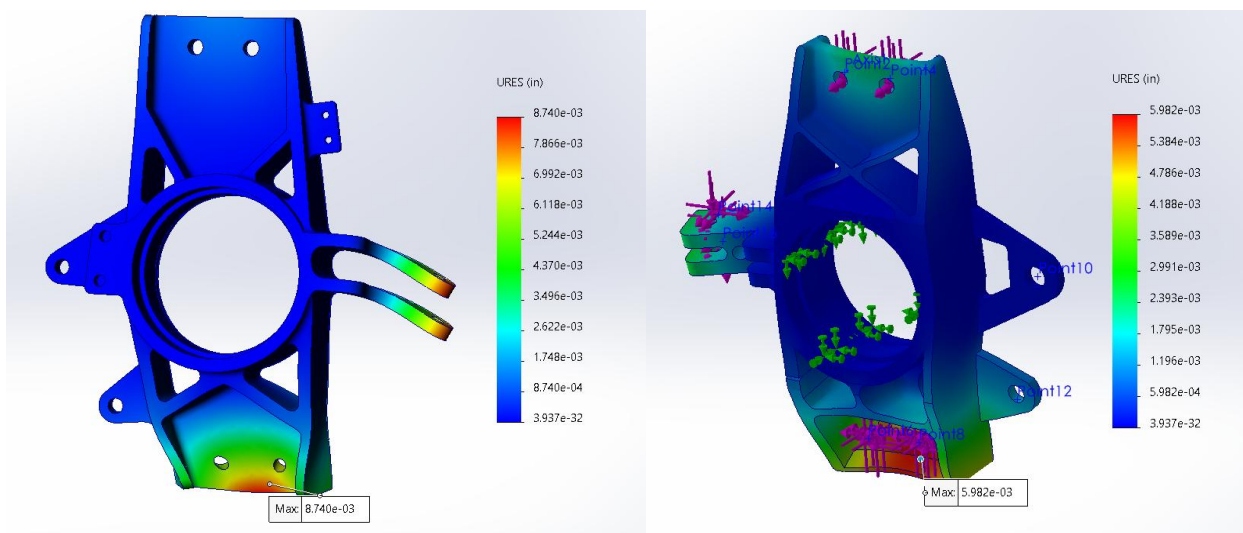 URES (in)
8.740e-03
7.866e-03
6.992e-03
6.118e-03
5.244e-03
4.370e-03
3.496e-03
2.622e-03
1.748e-03
8.740e-04
3.937e-32
Max: 8.740e-03
URES (in)
5.982e-03
5.384e-03
4.786e-03
4.188e-03
3.589e-03
2.991e-03
2.393e-03
1.795e-03
1.196e-03
5.982e-04
3.937e-32
Point2
Point4
Point14
Point10
Point12
Point8
Max: 5.982e-03